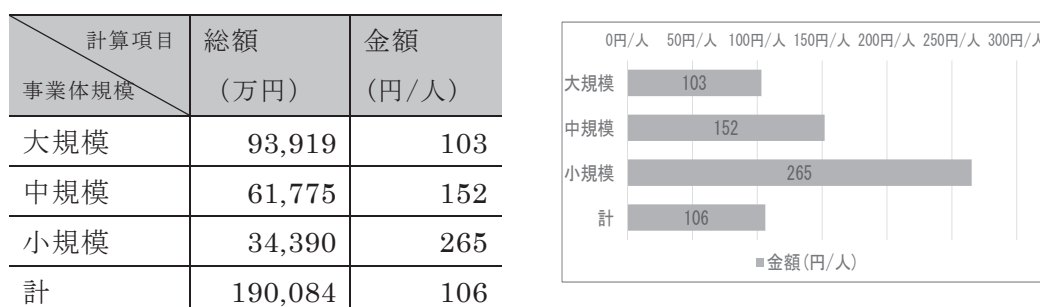 計算項目 総額 金額
事業体規模 (万円) (円/人)
大規模 93,919 103
中規模 61,775 152
小規模 34,390 265
計 190,084 106
0円/人 50円/人 100円/人 150円/人 200円/人 250円/人 300円/人
大規模 103
中規模 152
小規模 265
計 106
■金額(円/人)